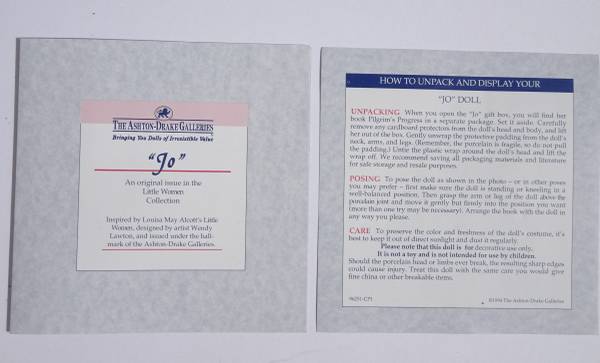 THE ASHTON-DRAKE GALLERIES
Bringing You Dolls of Irresistible Value
"Jo"
An original issue in the
Little Women
Collection
Inspired by Louisa May Alcott's Little
Women, designed by artist Wendy
Lawton, and issued under the hall-
mark of the Ashton-Drake Galleries.
HOW TO UNPACK AND DISPLAY YOUR
"JO" DOLL
UNPACKING When you open the "Jo" gift box, you will find her
book Pilgrim's Progress in a separate package. Set it aside. Carefully
remove any cardboard protectors from the doll's head and body, and lift
her out of the box. Gently unwrap the protective padding from the doll's
neck, arms, and legs. (Remember, the porcelain is fragile, so do not pull
the padding.) Untie the plastic wrap around the doll's head and lift the
wrap off. We recommend saving all packaging materials and literature
for safe storage and resale purposes.
POSING To pose the doll as shown in the photo – or in other poses
you may prefer – first make sure the doll is standing or kneeling in a
well-balanced position. Then grasp the arm or leg of the doll above the
porcelain joint and move it gently but firmly into the position you want
(more than one try may be necessary). Arrange the book with the doll in
any way you please.
CARE To preserve the color and freshness of the doll's costume, it's
best to keep it out of direct sunlight and dust it regularly.
Please note that this doll is for decorative use only.
It is not a toy and is not intended for use by children.
Should the porcelain head or limbs ever break, the resulting sharp edges
could cause injury. Treat this doll with the same care you would give
fine china or other breakable items.
96251-CPI
©1994 The Ashton-Drake Galleries